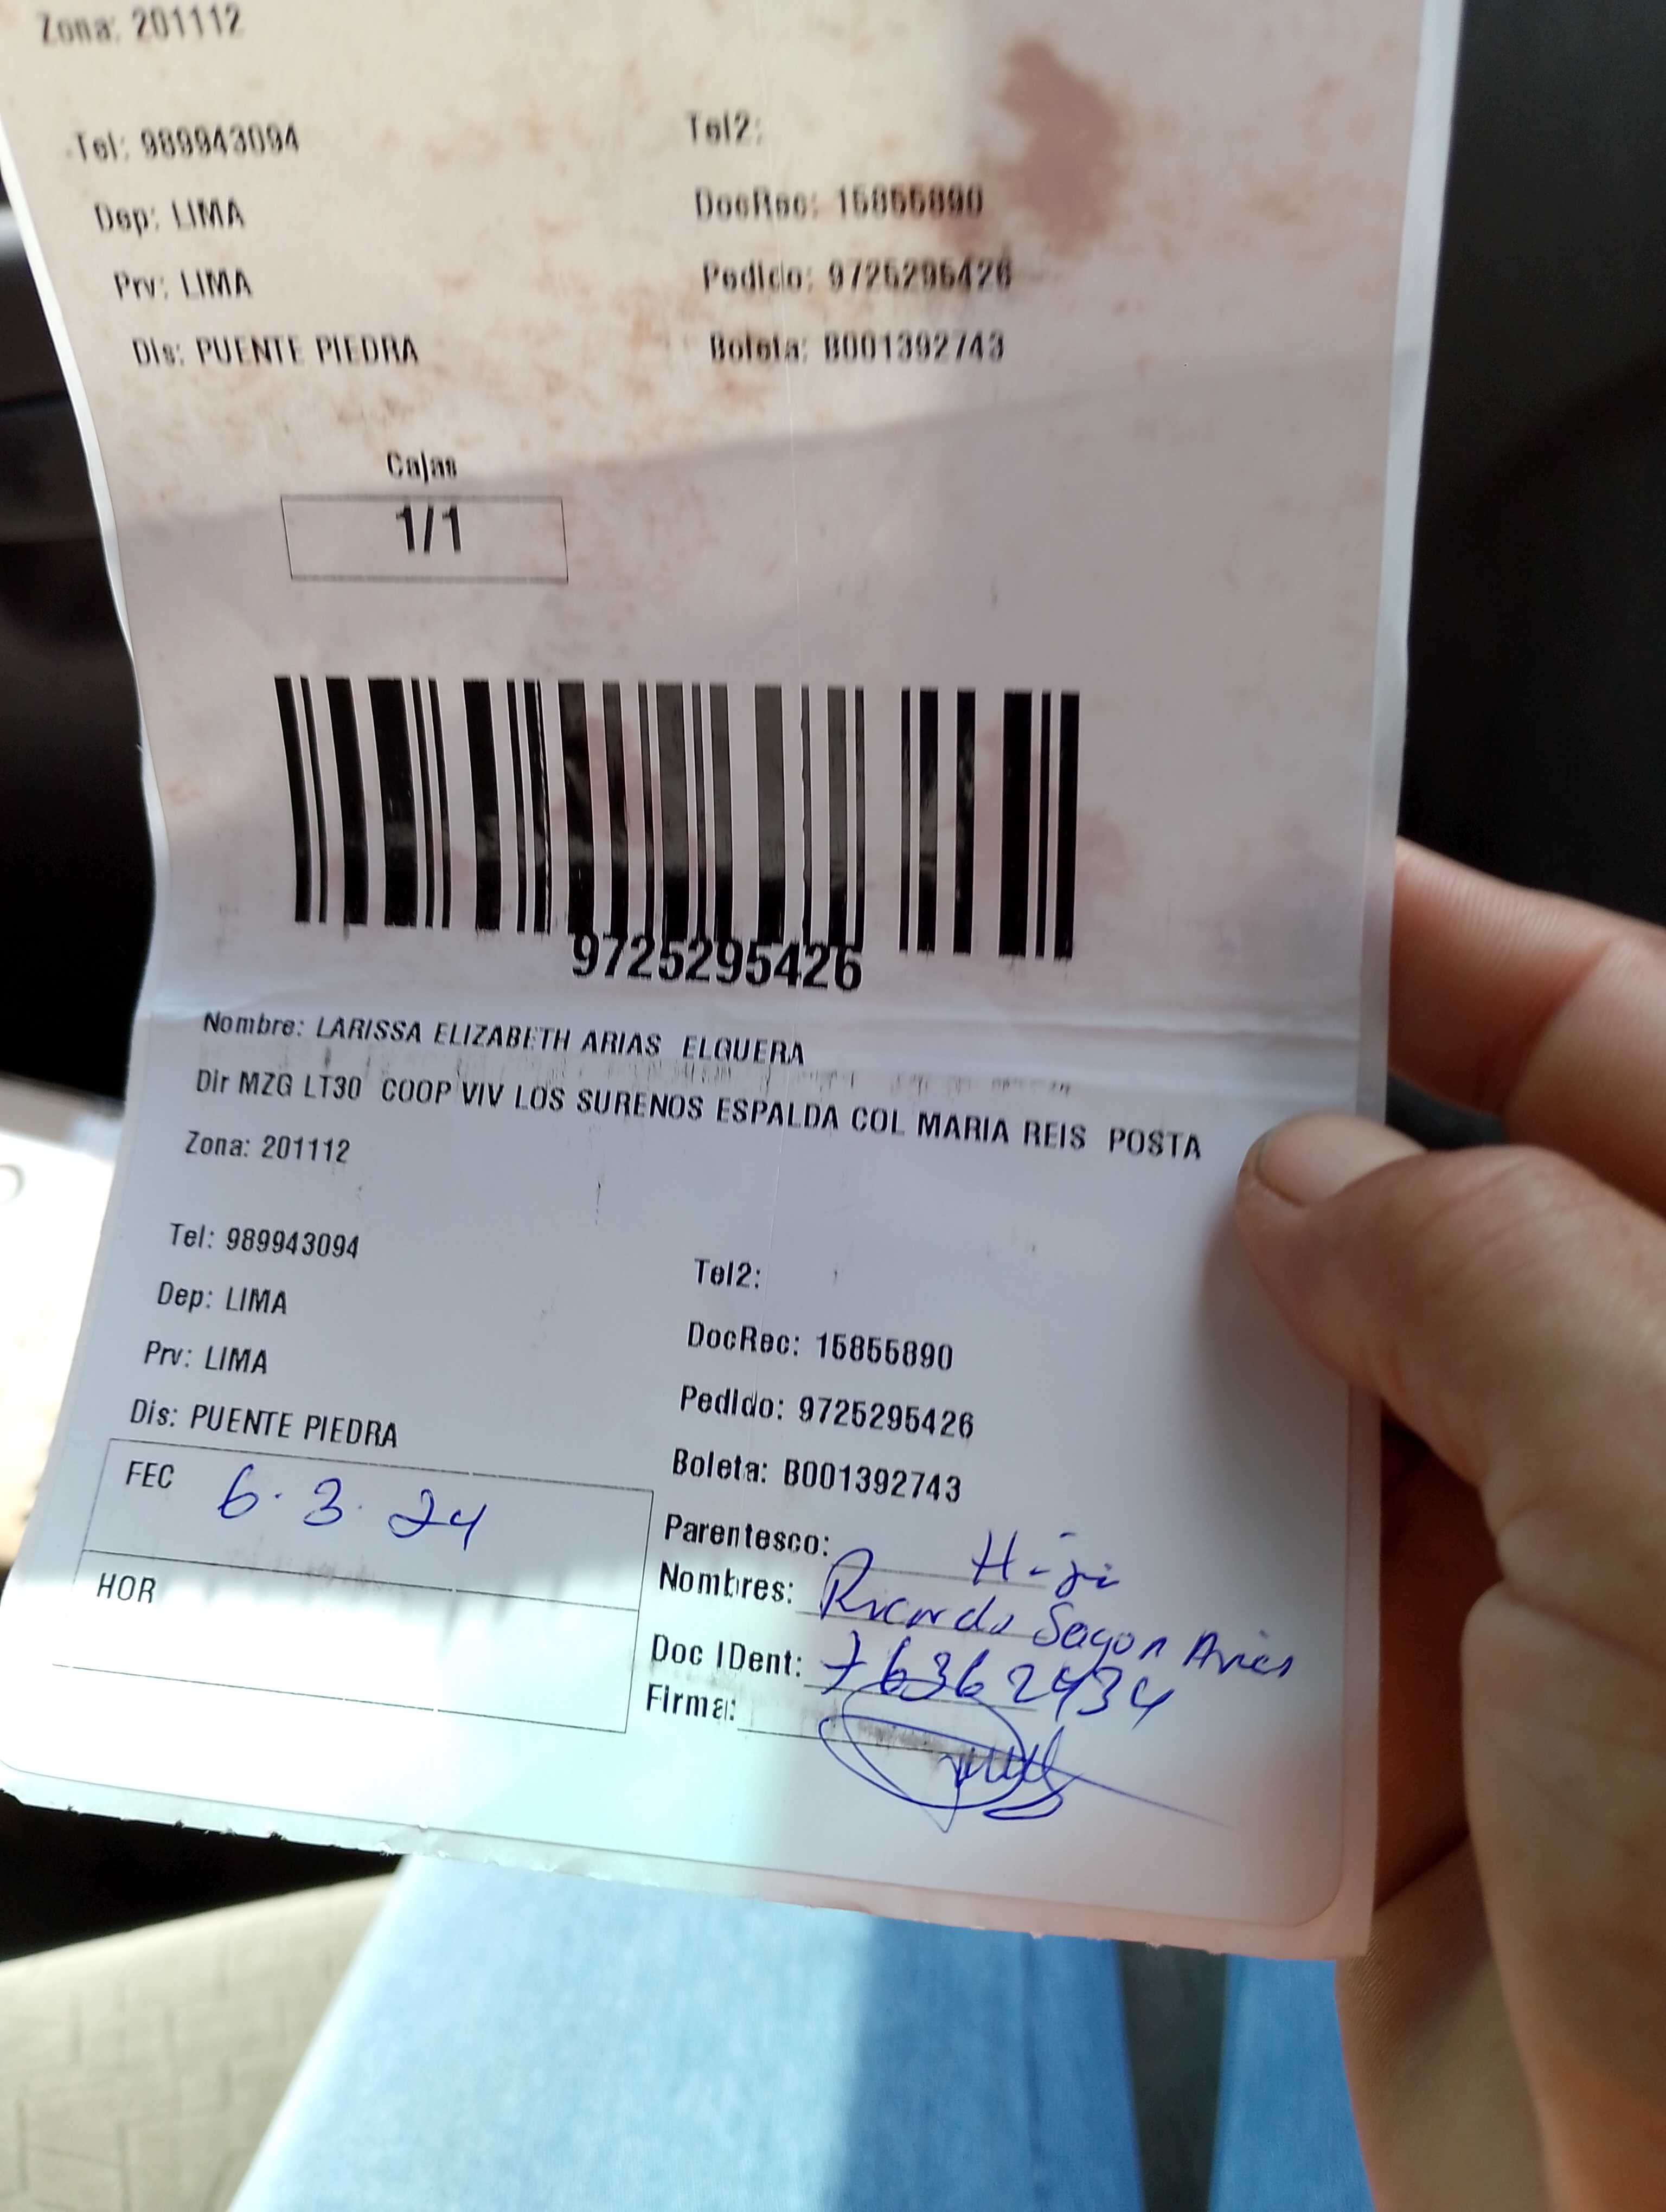 Zona: 201112
Tel: 989943094
Tel2:
Dep: LIMA
DocRec: 15855890
Prv: LIMA
Pedido: 9725295426
Dis: PUENTE PIEDRA
Boleta: B001392743
Cajas
1/1
9725295426
Nombre: LARISSA ELIZABETH ARIAS ELGUERA
Dir MZG LT30 COOP VIV LOS SURENOS ESPALDA COL MARIA REIS POSTA
Zona: 201112
Tel: 989943094
Tel2:
Dep: LIMA
DocRec: 15855890
Prv: LIMA
Pedido: 9725295426
Dis: PUENTE PIEDRA
Boleta: B001392743
FEC 6.3.24
Parentesco: Hijo
HOR
Nombres: Ricardo Arias
Doc IDent: 76362434
Firma: